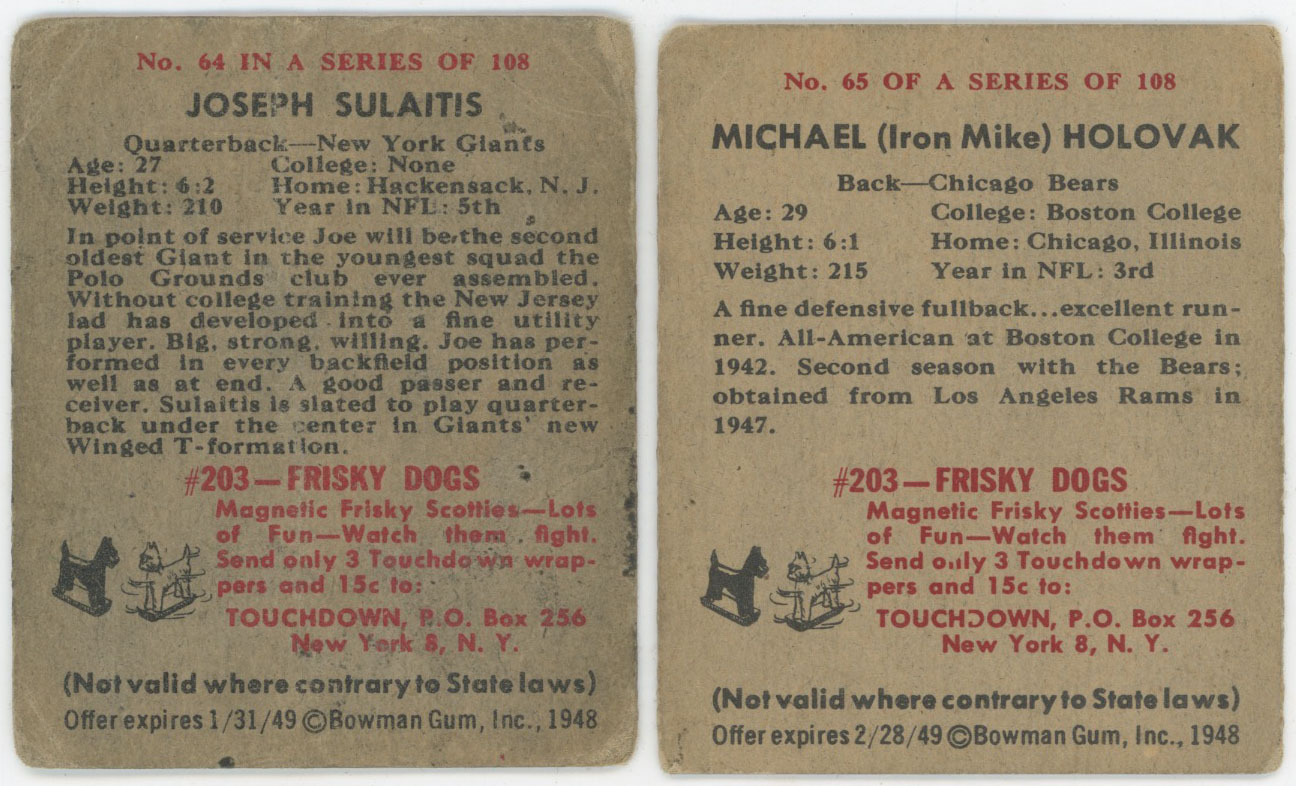 No. 64 IN A SERIES OF 108
JOSEPH SULAITIS
Quarterback—New York Giants
Age: 27 College: None
Height: 6:2 Home: Hackensack, N. J.
Weight: 210 Year in NFL: 5th
In point of service Joe will be the second
oldest Giant in the youngest squad the
Polo Grounds club ever assembled.
Without college training the New Jersey
lad has developed into a fine utility
player. Big, strong, willing, Joe has per-
formed in every backfield position as
well as at end. A good passer and re-
ceiver. Sulaitis is slated to play quarter-
back under the center in Giants' new
Winged T-formation.
#203—FRISKY DOGS
Magnetic Frisky Scotties—Lots
of Fun—Watch them fight.
Send only 3 Touchdown wrap-
pers and 15c to:
TOUCHDOWN, P.O. Box 256
New York 8, N. Y.
(Not valid where contrary to State laws)
Offer expires 1/31/49 ©Bowman Gum, Inc., 1948
No. 65 OF A SERIES OF 108
MICHAEL (Iron Mike) HOLOVAK
Back—Chicago Bears
Age: 29 College: Boston College
Height: 6:1 Home: Chicago, Illinois
Weight: 215 Year in NFL: 3rd
A fine defensive fullback...excellent run-
ner. All-American at Boston College in
1942. Second season with the Bears;
obtained from Los Angeles Rams in
1947.
#203—FRISKY DOGS
Magnetic Frisky Scotties—Lots
of Fun—Watch them fight.
Send only 3 Touchdown wrap-
pers and 15c to:
TOUCHDOWN, P.O. Box 256
New York 8, N. Y.
(Not valid where contrary to State laws)
Offer expires 2/28/49 ©Bowman Gum, Inc., 1948